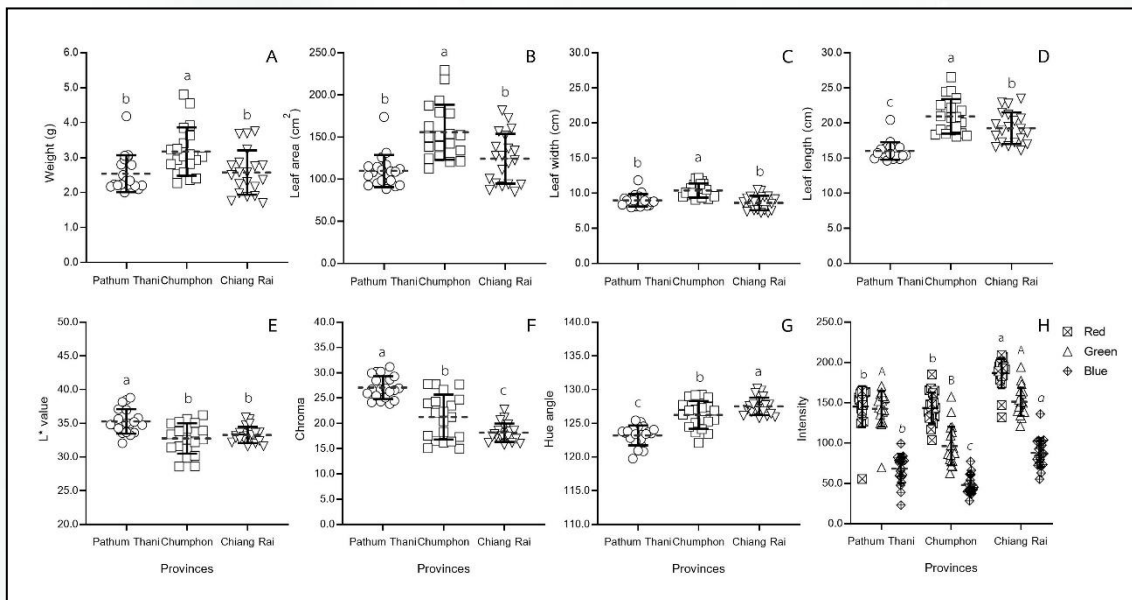 A
Weight (g)
6.0
5.0
4.0
3.0
2.0
1.0
0.0
b
a
b
Pathum Thani Chumphon Chiang Rai
B
Leaf area (cm²)
250.0
200.0
150.0
100.0
50.0
0.0
b
a
b
Pathum Thani Chumphon Chiang Rai
C
Leaf width (cm)
30.0
25.0
20.0
15.0
10.0
5.0
0.0
b
a
b
Pathum Thani Chumphon Chiang Rai
D
Leaf length (cm)
30.0
25.0
20.0
15.0
10.0
5.0
0.0
c
a
b
Pathum Thani Chumphon Chiang Rai
E
L* value
50.0
45.0
40.0
35.0
30.0
25.0
20.0
a
b
b
Pathum Thani Chumphon Chiang Rai
Provinces
F
Chroma
40.0
35.0
30.0
25.0
20.0
15.0
10.0
5.0
0.0
a
b
c
Pathum Thani Chumphon Chiang Rai
Provinces
G
Hue angle
140.0
135.0
130.0
125.0
120.0
115.0
110.0
c
b
a
Pathum Thani Chumphon Chiang Rai
Provinces
H
Intensity
250.0
200.0
150.0
100.0
50.0
0.0
b A b
b B c
a A a
Pathum Thani Chumphon Chiang Rai
Provinces
Red
Green
Blue